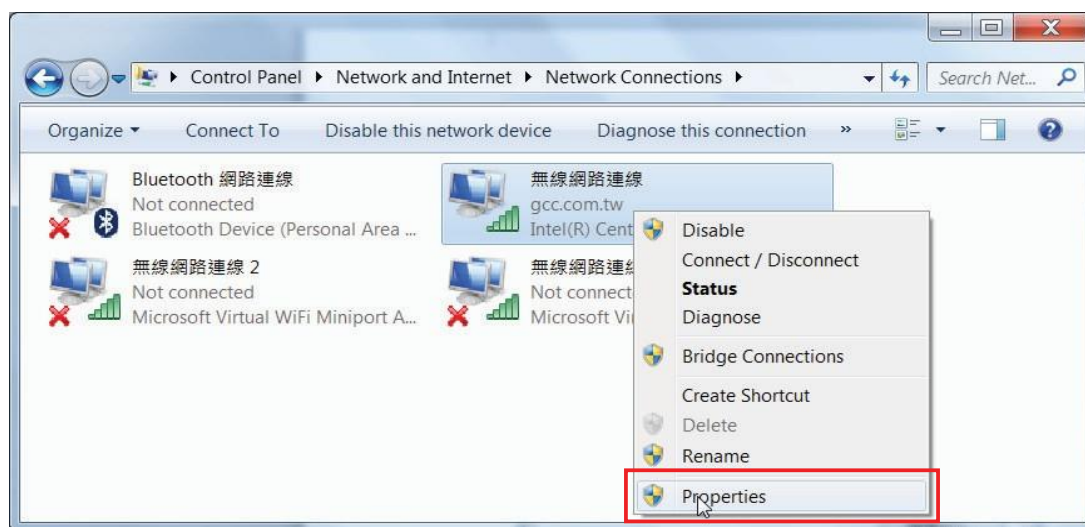 Control Panel ▸ Network and Internet ▸ Network Connections ▸
Search Net...
Organize
Connect To
Disable this network device
Diagnose this connection
»
Bluetooth 網路連線
Not connected
Bluetooth Device (Personal Area ...
無線網路連線
gcc.com.tw
Intel(R) Cent
無線網路連線 2
Not connected
Microsoft Virtual WiFi Miniport A...
無線網路連
Not connect
Microsoft Vi
Disable
Connect / Disconnect
Status
Diagnose
Bridge Connections
Create Shortcut
Delete
Rename
Properties